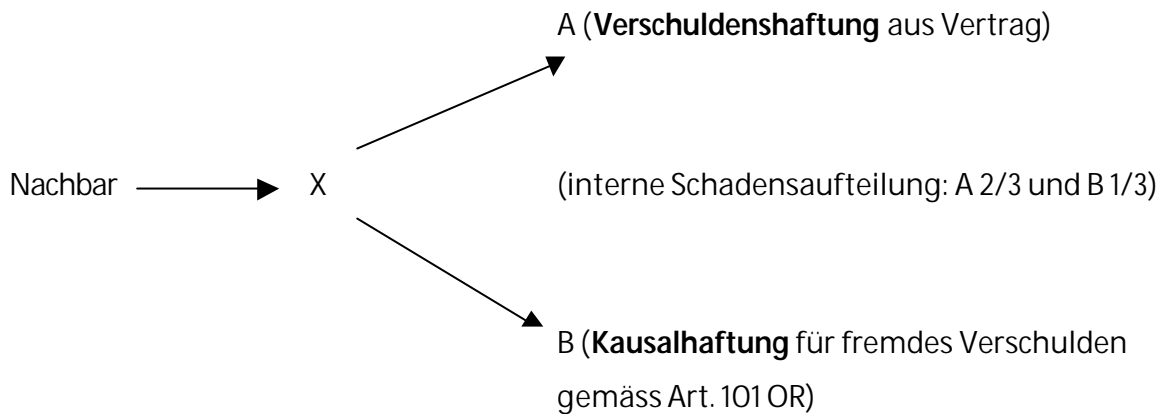 A (Verschuldenshaftung aus Vertrag)
Nachbar
X
(interne Schadensaufteilung: A 2/3 und B 1/3)
B (Kausalhaftung für fremdes Verschulden
gemäss Art. 101 OR)